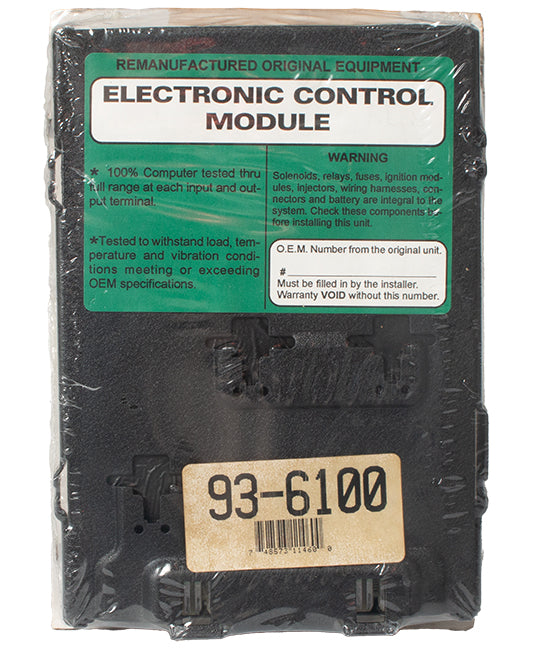 REMANUFACTURED ORIGINAL EQUIPMENT
ELECTRONIC CONTROL
MODULE
* 100% Computer tested thru
full range at each input and out-
put terminal.
*Tested to withstand load, tem-
perature and vibration condi-
tions meeting or exceeding
OEM specifications.
WARNING
Solenoids, relays, fuses, ignition mod-
ules, injectors, wiring harnesses, con-
nectors and battery are integral to the
system. Check these components be-
fore installing this unit.
O.E.M. Number from the original unit.
#
Must be filled in by the installer.
Warranty VOID without this number.
93-6100
7 48573 11460 0